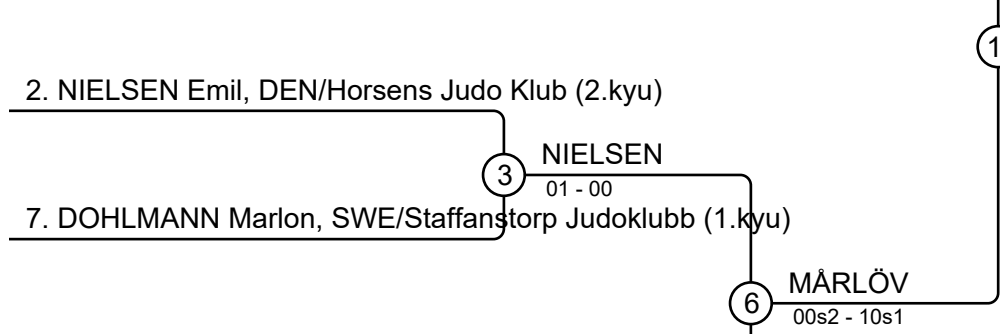 1
2. NIELSEN Emil, DEN/Horsens Judo Klub (2.kyu)
NIELSEN
3
01 - 00
7. DOHLMANN Marlon, SWE/Staffanstorp Judoklubb (1.kyu)
MÅRLÖV
6
00s2 - 10s1